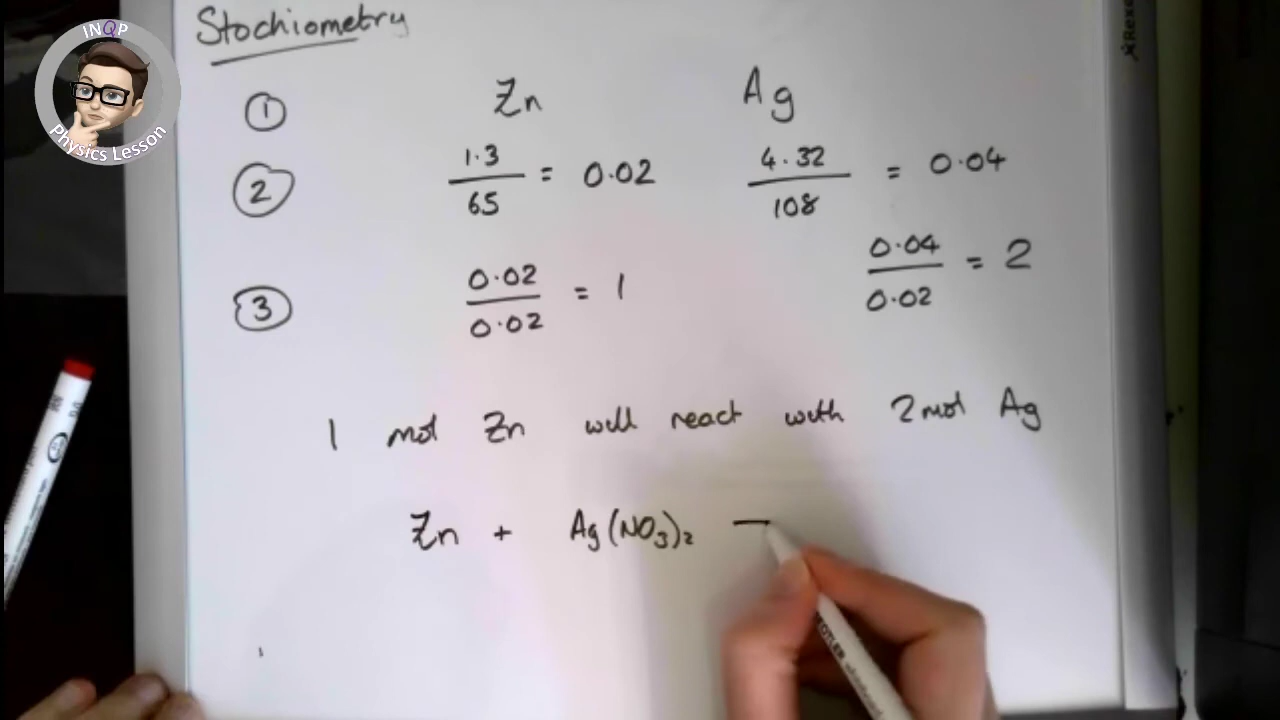 INQP
Physics Lesson
Stochiometry
① Zn Ag
② 1.3/65 = 0.02 4.32/108 = 0.04
③ 0.02/0.02 = 1 0.04/0.02 = 2
1 mol Zn will react with 2 mol Ag
Zn + Ag(NO₃)₂ —